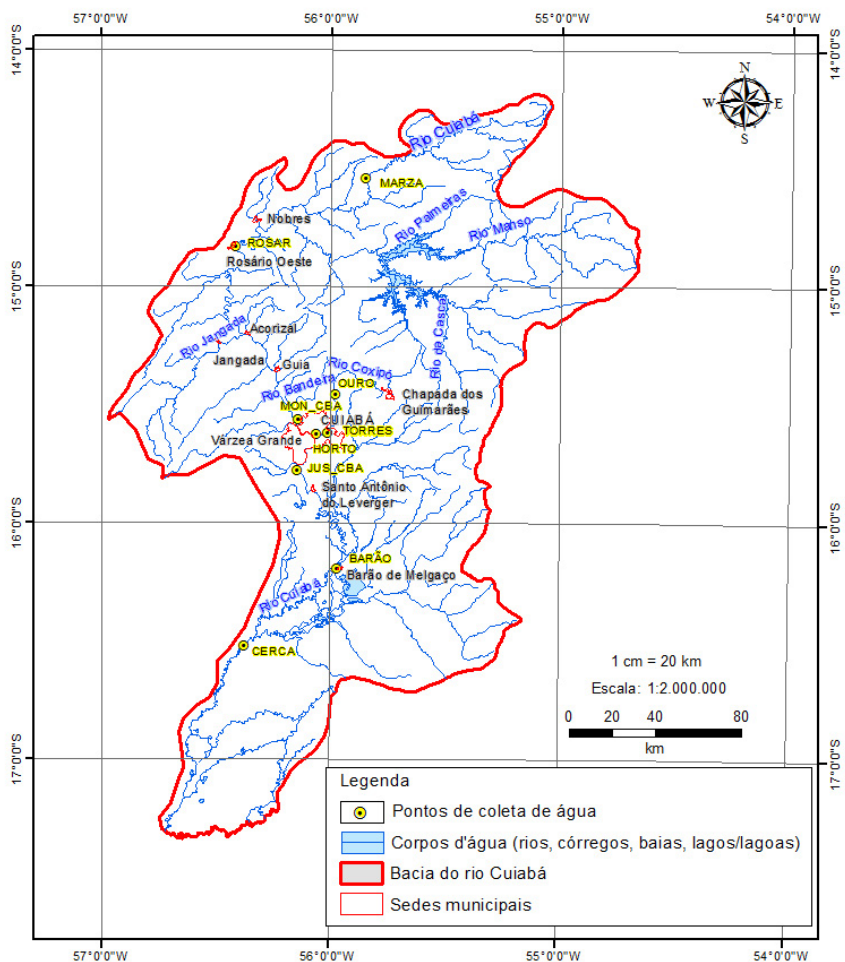 57°0'0"W
56°0'0"W
55°0'0"W
54°0'0"W
14°0'0"S
14°0'0"S
N
W
E
S
Rio Cuiabá
MARZA
Rio Palmeiras
Nobres
Rio Manso
ROSAR
Rosário Oeste
15°0'0"S
15°0'0"S
Rio Jangada
Acorizal
Rio da Casca
Jangada
Guia
Rio Coxipó
Rio Bandeira
OURO
Chapada dos
Guimarães
MON_CBA
CUIABÁ
TORRES
Várzea Grande
HORTO
JUS_CBA
Santo Antônio
do Leverger
16°0'0"S
16°0'0"S
BARÃO
Barão de Melgaço
Rio Cuiabá
CERCA
1 cm = 20 km
Escala: 1:2.000.000
0 20 40 80
km
17°0'0"S
17°0'0"S
Legenda
Pontos de coleta de água
Corpos d'água (rios, córregos, baias, lagos/lagoas)
Bacia do rio Cuiabá
Sedes municipais
57°0'0"W
56°0'0"W
55°0'0"W
54°0'0"W